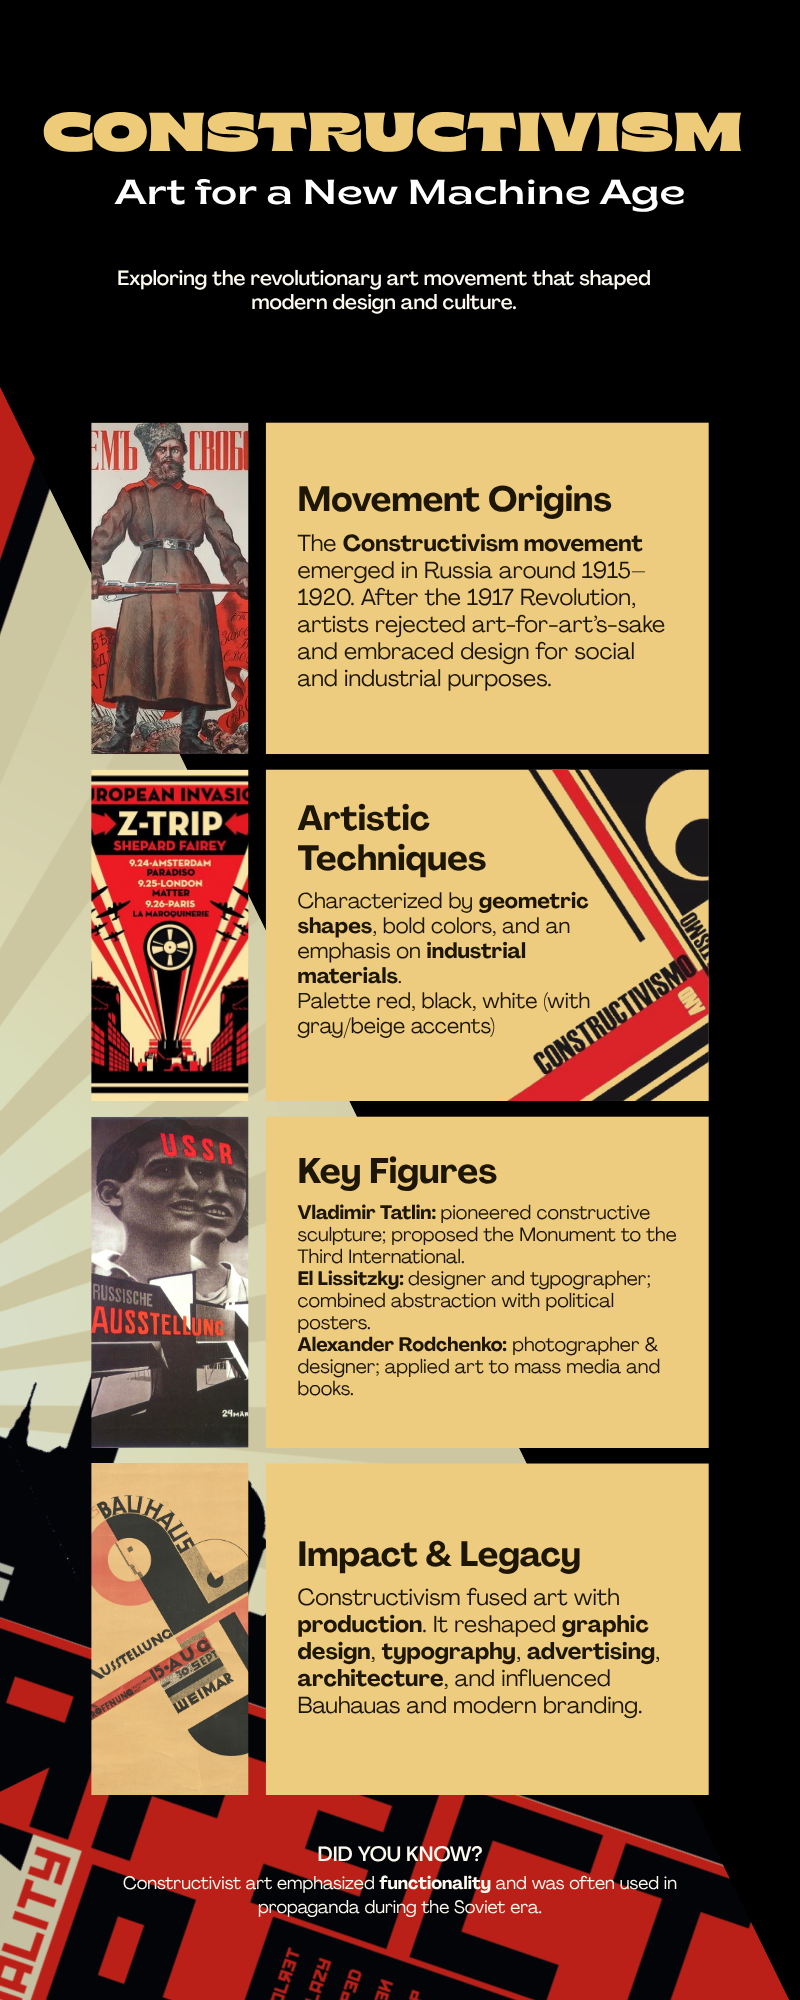 CONSTRUCTIVISM
Art for a New Machine Age
Exploring the revolutionary art movement that shaped
modern design and culture.
ЕМЪ СВОБО
Movement Origins
The Constructivism movement
emerged in Russia around 1915–
1920. After the 1917 Revolution,
artists rejected art-for-art’s-sake
and embraced design for social
and industrial purposes.
UROPEAN INVASIO
Z-TRIP
SHEPARD FAIREY
9.24-AMSTERDAM
PARADISO
9.25-LONDON
MATTER
9.26-PARIS
LA MAROQUINERIE
Artistic
Techniques
Characterized by geometric
shapes, bold colors, and an
emphasis on industrial
materials.
Palette red, black, white (with
gray/beige accents)
CONSTRUCTIVISMO
TISMO
AND
USSR
RUSSISCHE
AUSSTELLUNG
24MÄR
Key Figures
Vladimir Tatlin: pioneered constructive
sculpture; proposed the Monument to the
Third International.
El Lissitzky: designer and typographer;
combined abstraction with political
posters.
Alexander Rodchenko: photographer &
designer; applied art to mass media and
books.
BAUHAUS
AUSSTELLUNG
15·AUG
30.SEPT
WEIMAR
Impact & Legacy
Constructivism fused art with
production. It reshaped graphic
design, typography, advertising,
architecture, and influenced
Bauhauas and modern branding.
DID YOU KNOW?
Constructivist art emphasized functionality and was often used in
propaganda during the Soviet era.
ALITY